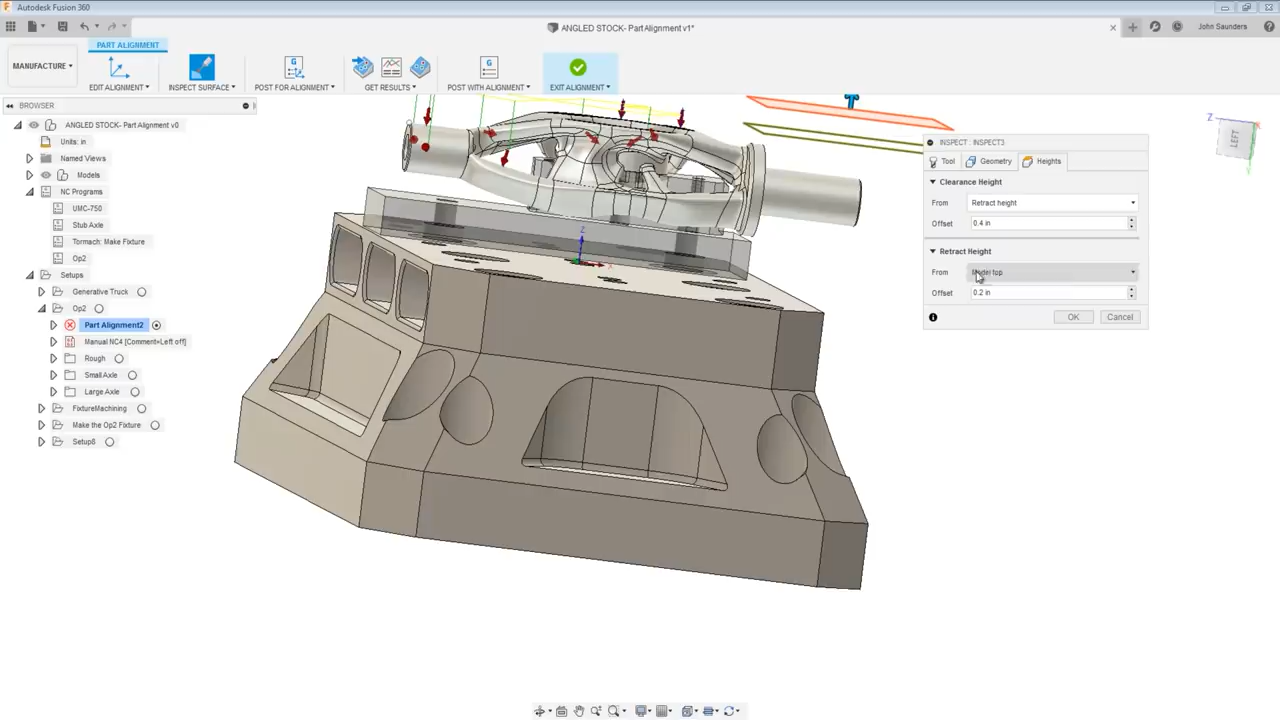 Autodesk Fusion 360
ANGLED STOCK- Part Alignment v1*
John Saunders
PART ALIGNMENT
MANUFACTURE
EDIT ALIGNMENT
INSPECT SURFACE
POST FOR ALIGNMENT
GET RESULTS
POST WITH ALIGNMENT
EXIT ALIGNMENT
BROWSER
ANGLED STOCK- Part Alignment v0
Units: in
Named Views
Models
NC Programs
UMC-750
Stub Axle
Tormach: Make Fixture
Op2
Setups
Generative Truck
Op2
Part Alignment2
Manual NC4 [Comment=Left off]
Rough
Small Axle
Large Axle
FixtureMachining
Make the Op2 Fixture
Setup8
Z
X
Z
LEFT
X
Y
INSPECT : INSPECT3
Tool
Geometry
Heights
Clearance Height
From
Retract height
Offset
0.4 in
Retract Height
From
Model top
Offset
0.2 in
OK
Cancel